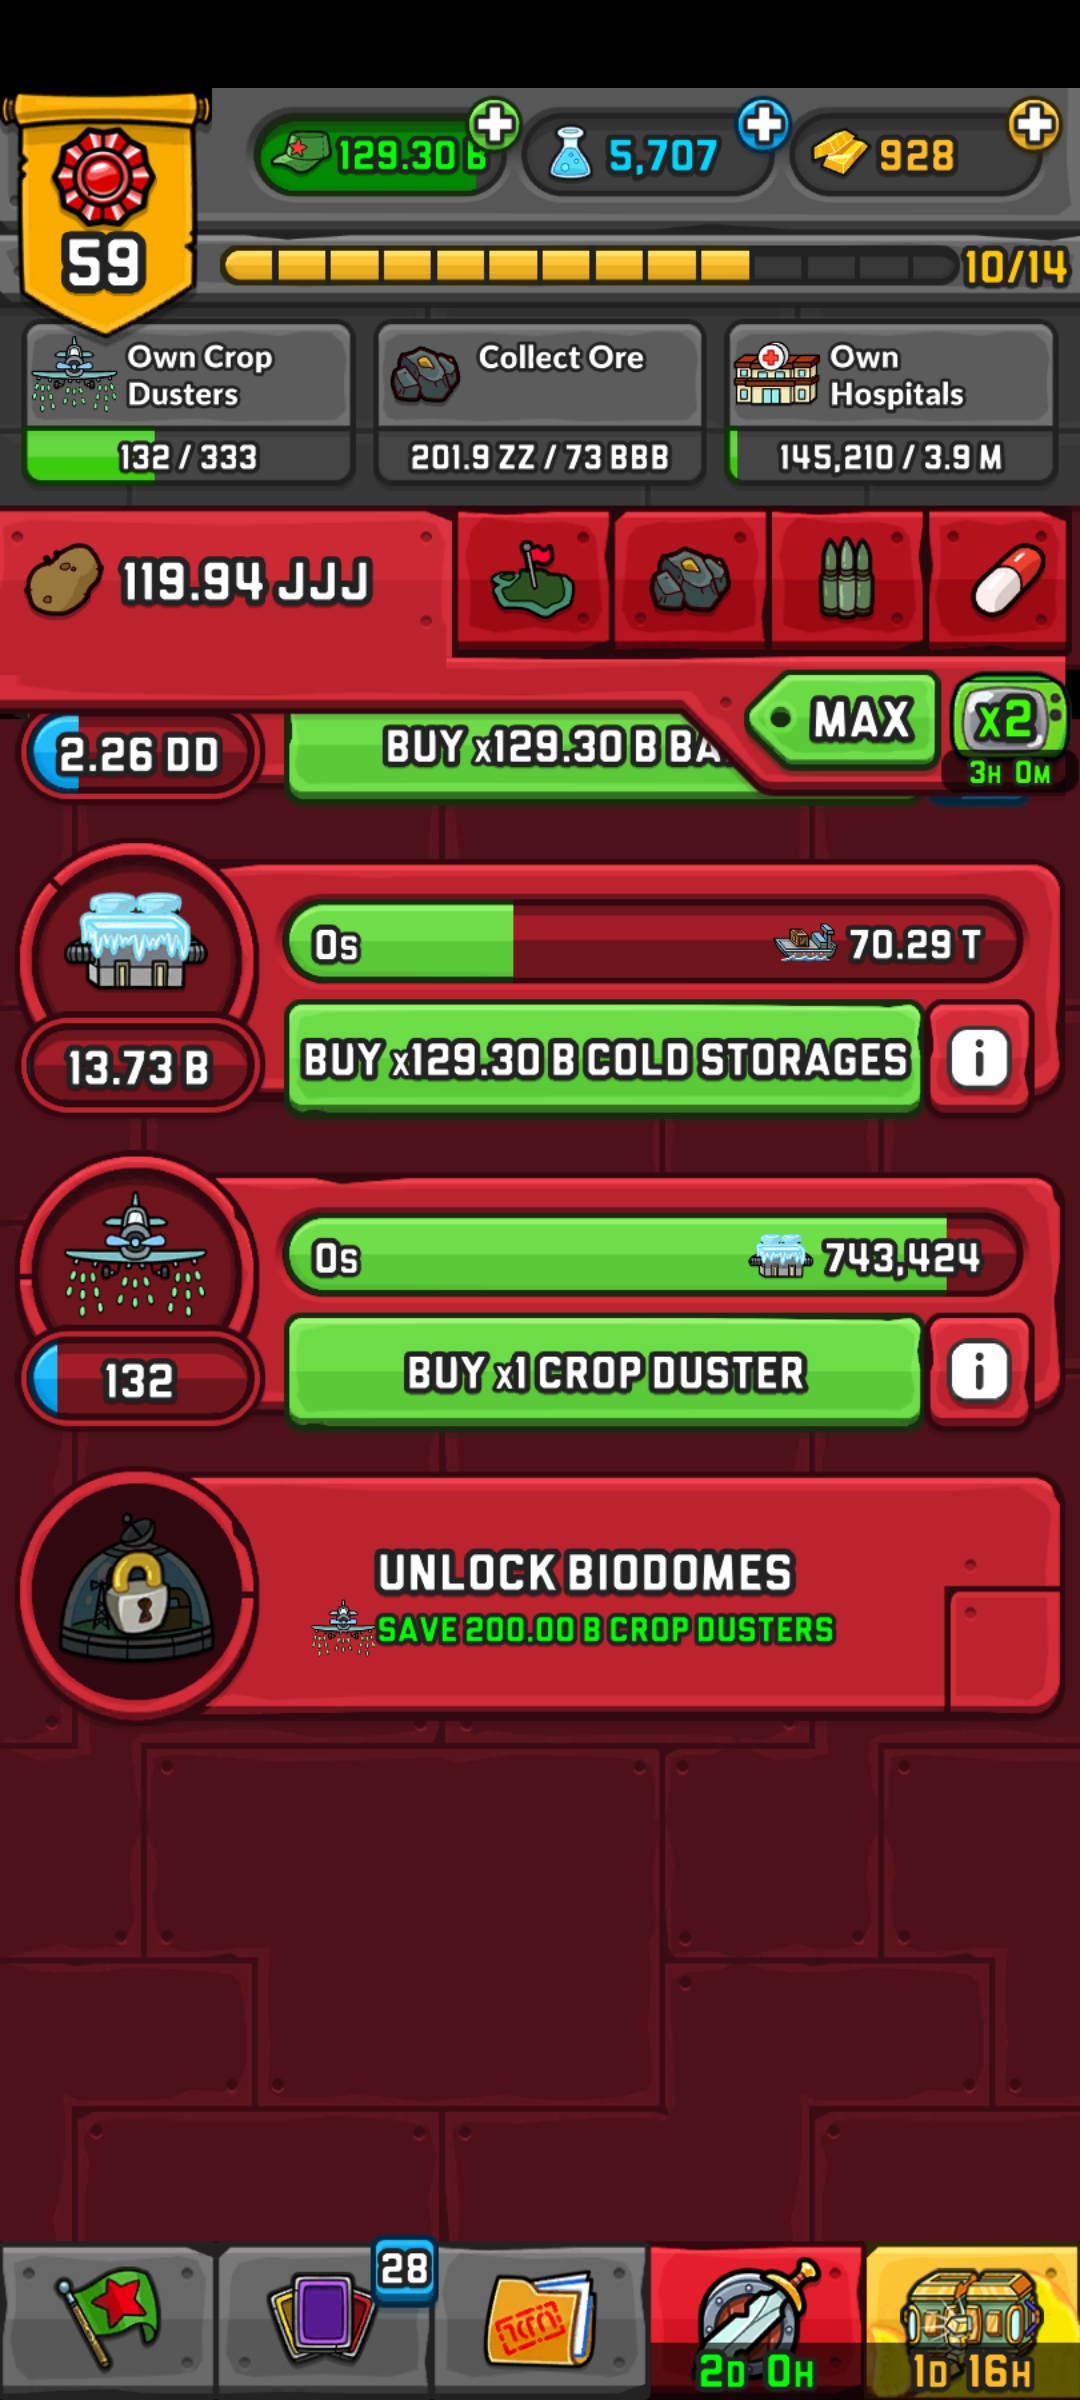 129.30 B
5,707
928
59
10/14
Own Crop
Dusters
132 / 333
Collect Ore
201.9 ZZ / 73 BBB
Own
Hospitals
145,210 / 3.9 M
119.94 JJJ
MAX
x2
3H 0M
2.26 DD
BUY x129.30 B BA
0s
70.29 T
13.73 B
BUY x129.30 B COLD STORAGES
i
0s
743,424
132
BUY x1 CROP DUSTER
i
UNLOCK BIODOMES
SAVE 200.00 B CROP DUSTERS
28
2D 0H
1D 16H